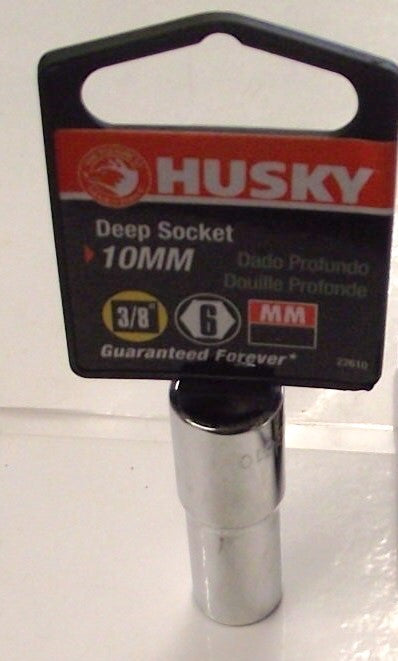 HUSKY
Deep Socket
10MM
Dado Profundo
Douille Profonde
3/8"
6
MM
Guaranteed Forever*
22610